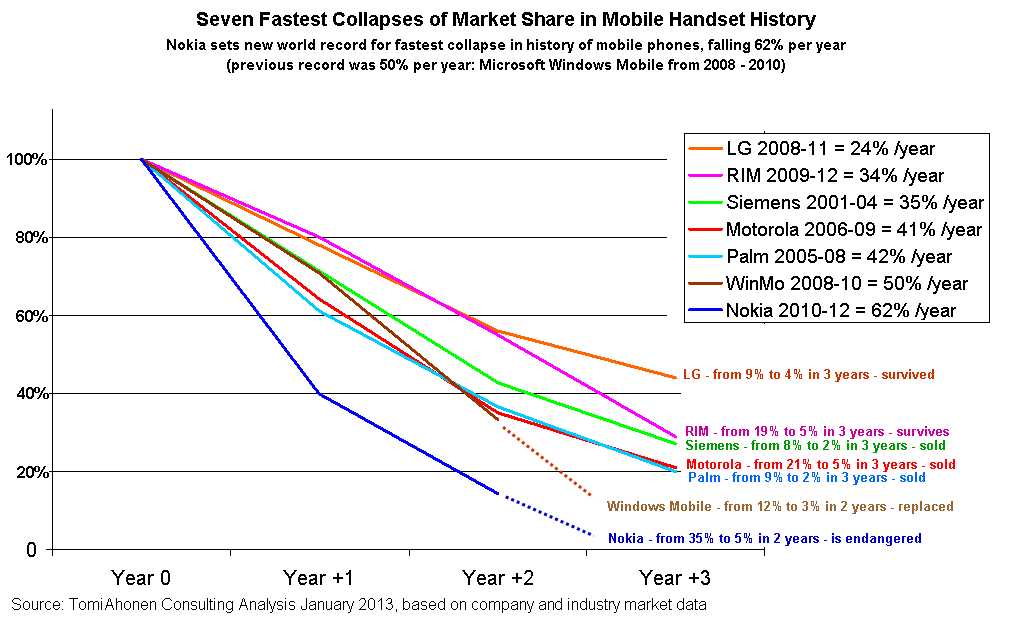 Seven Fastest Collapses of Market Share in Mobile Handset History
Nokia sets new world record for fastest collapse in history of mobile phones, falling 62% per year
(previous record was 50% per year: Microsoft Windows Mobile from 2008 - 2010)
100%
80%
60%
40%
20%
0
LG 2008-11 = 24% /year
RIM 2009-12 = 34% /year
Siemens 2001-04 = 35% /year
Motorola 2006-09 = 41% /year
Palm 2005-08 = 42% /year
WinMo 2008-10 = 50% /year
Nokia 2010-12 = 62% /year
LG - from 9% to 4% in 3 years - survived
RIM - from 19% to 5% in 3 years - survives
Siemens - from 8% to 2% in 3 years - sold
Motorola - from 21% to 5% in 3 years - sold
Palm - from 9% to 2% in 3 years - sold
Windows Mobile - from 12% to 3% in 2 years - replaced
Nokia - from 35% to 5% in 2 years - is endangered
Year 0 Year +1 Year +2 Year +3
Source: TomiAhonen Consulting Analysis January 2013, based on company and industry market data